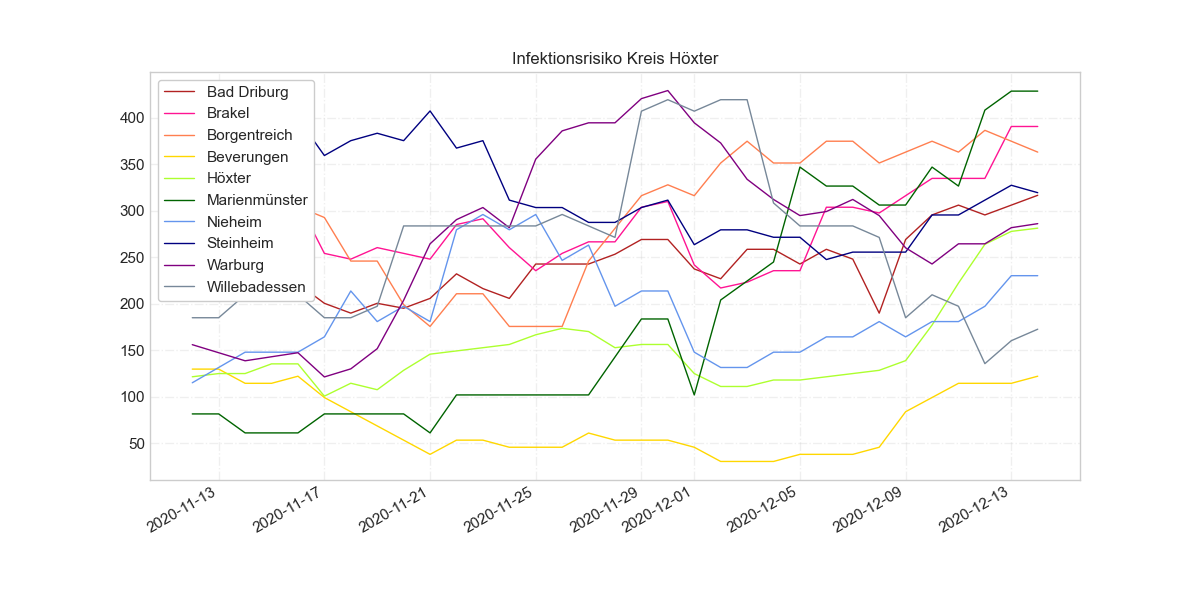 Infektionsrisiko Kreis Höxter
Bad Driburg
Brakel
Borgentreich
Beverungen
Höxter
Marienmünster
Nieheim
Steinheim
Warburg
Willebadessen
400
350
300
250
200
150
100
50
2020-11-13
2020-11-17
2020-11-21
2020-11-25
2020-11-29
2020-12-01
2020-12-05
2020-12-09
2020-12-13